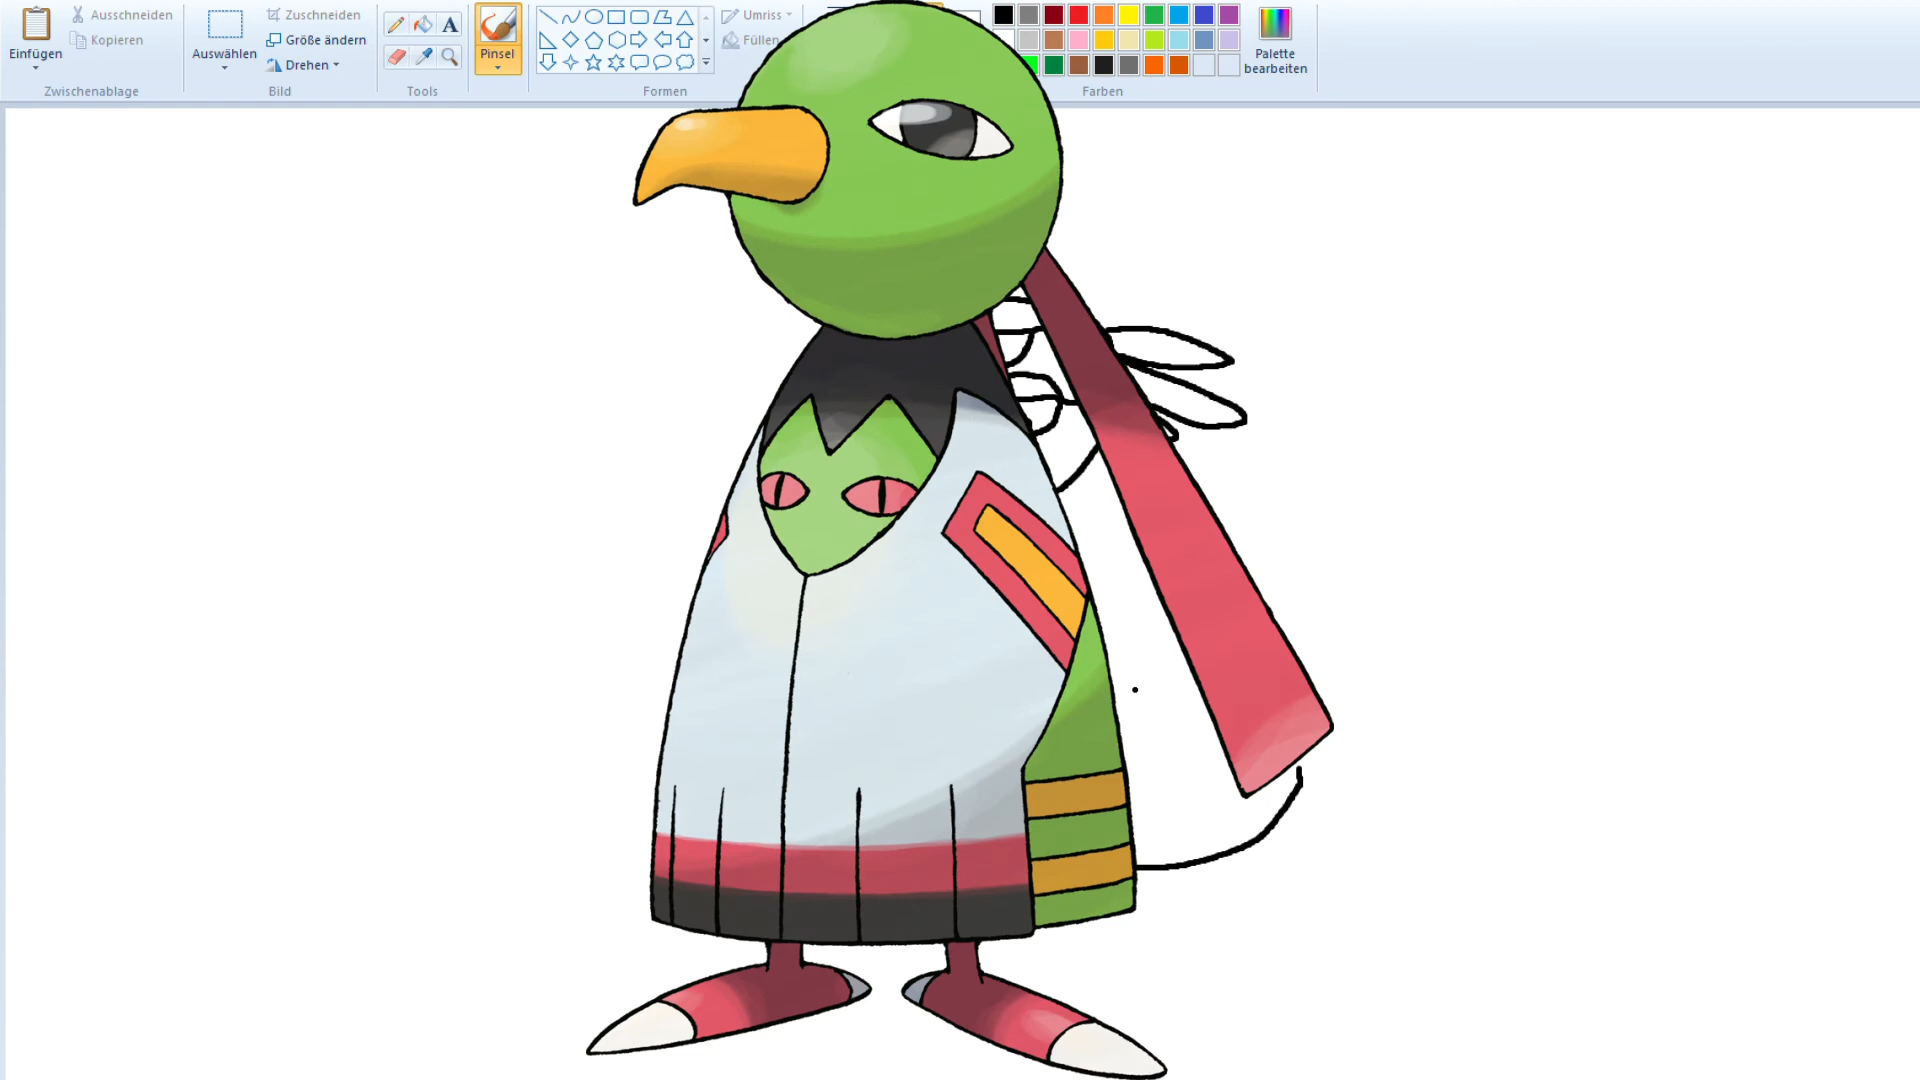 Einfügen
Ausschneiden
Kopieren
Zwischenablage
Auswählen
Zuschneiden
Größe ändern
Drehen
Bild
A
Tools
Pinsel
Formen
Umriss
Füllen
Palette
bearbeiten
Farben